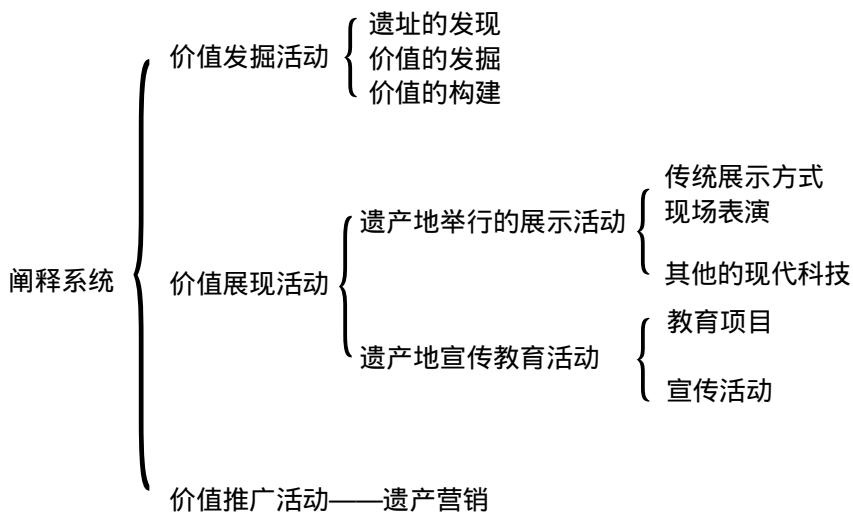 阐释系统
价值发掘活动
遗址的发现
价值的发掘
价值的构建
价值展现活动
遗产地举行的展示活动
传统展示方式
现场表演
其他的现代科技
遗产地宣传教育活动
教育项目
宣传活动
价值推广活动——遗产营销